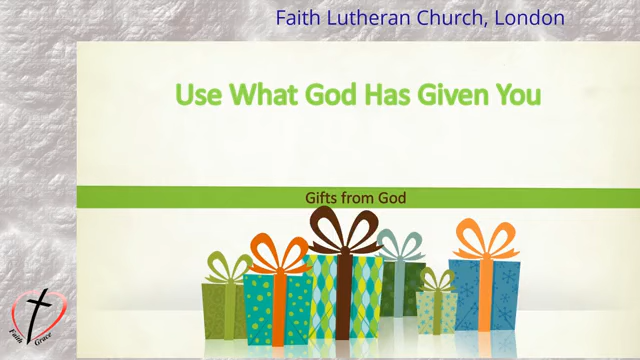 Faith Lutheran Church, London
Use What God Has Given You
Gifts from God
Faith Grace